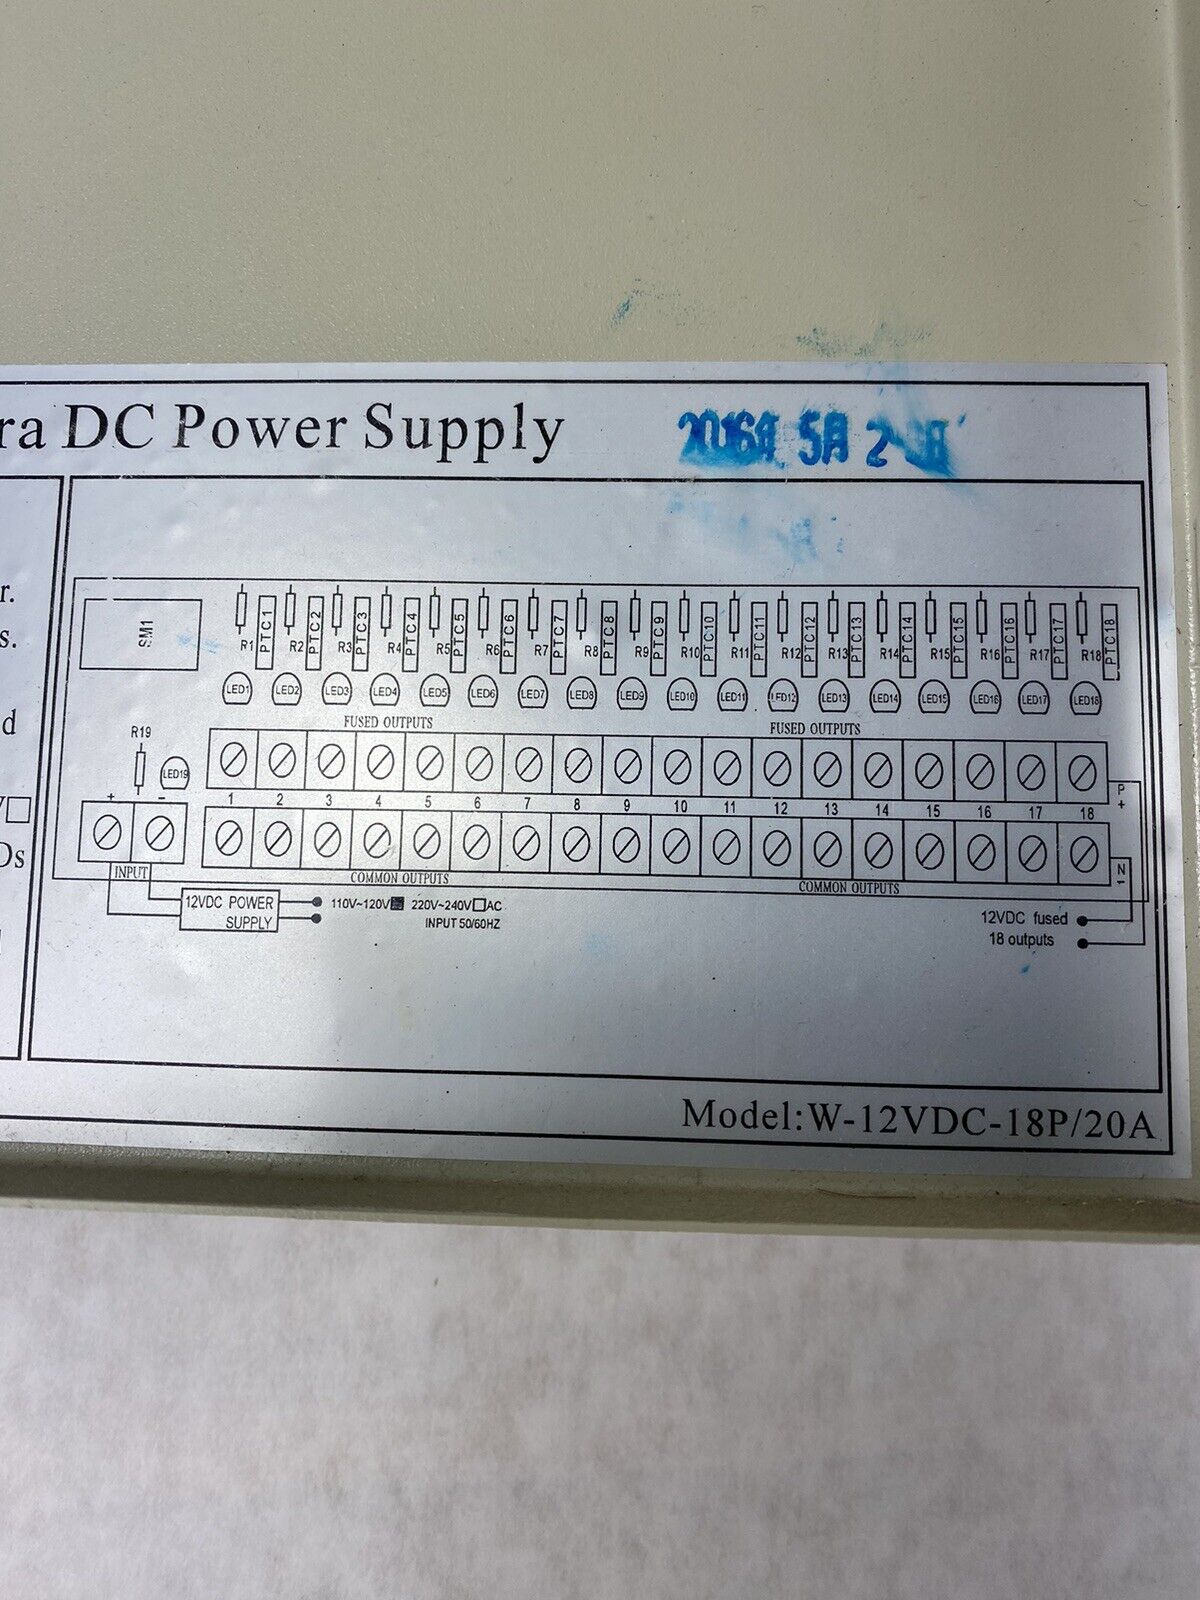 ra DC Power Supply
r.
s.
d
Ds
SM1
R1 R2 R3 R4 R5 R6 R7 R8 R9 R10 R11 R12 R13 R14 R15 R16 R17 R18
PTC1 PTC2 PTC3 PTC4 PTC5 PTC6 PTC7 PTC8 PTC9 PTC10 PTC11 PTC12 PTC13 PTC14 PTC15 PTC16 PTC17 PTC18
LED1 LED2 LED3 LED4 LED5 LED6 LED7 LED8 LED9 LED10 LED11 LED12 LED13 LED14 LED15 LED16 LED17 LED18
FUSED OUTPUTS FUSED OUTPUTS
R19
LED19
+ -
1 2 3 4 5 6 7 8 9 10 11 12 13 14 15 16 17 18
P
+
N
-
INPUT
COMMON OUTPUTS COMMON OUTPUTS
12VDC POWER
SUPPLY
110V~120V■ 220V~240V□AC
INPUT 50/60HZ
12VDC fused
18 outputs
Model:W-12VDC-18P/20A